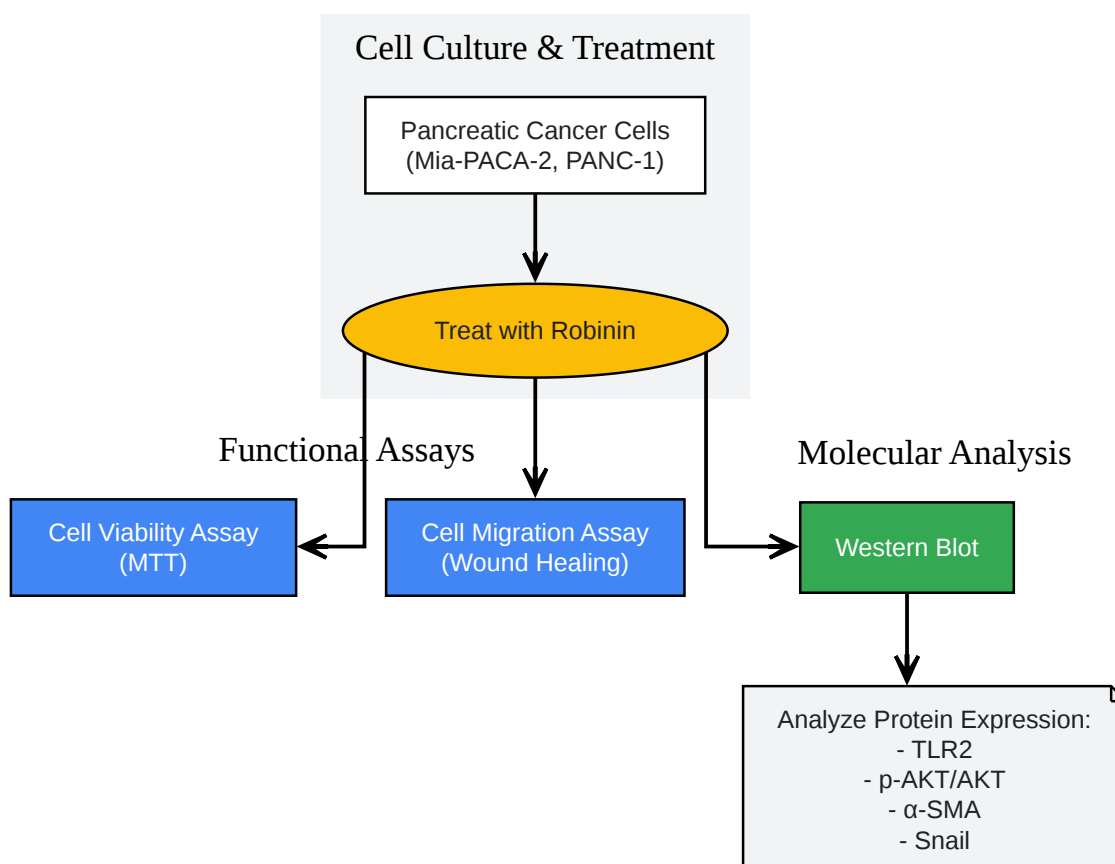 Cell Culture & Treatment
Pancreatic Cancer Cells
(Mia-PACA-2, PANC-1)
Treat with Robinin
Functional Assays
Molecular Analysis
Cell Viability Assay
(MTT)
Cell Migration Assay
(Wound Healing)
Western Blot
Analyze Protein Expression:
- TLR2
- p-AKT/AKT
- α-SMA
- Snail